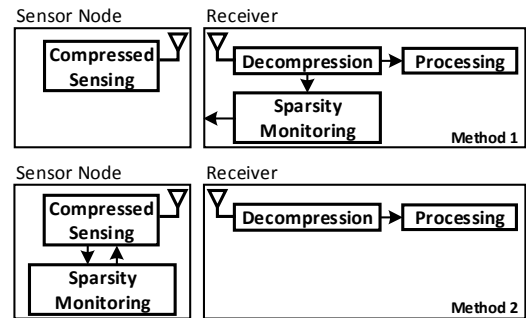 Sensor Node
Receiver
Compressed
Sensing
Decompression
Processing
Sparsity
Monitoring
Method 1
Sensor Node
Receiver
Compressed
Sensing
Decompression
Processing
Sparsity
Monitoring
Method 2